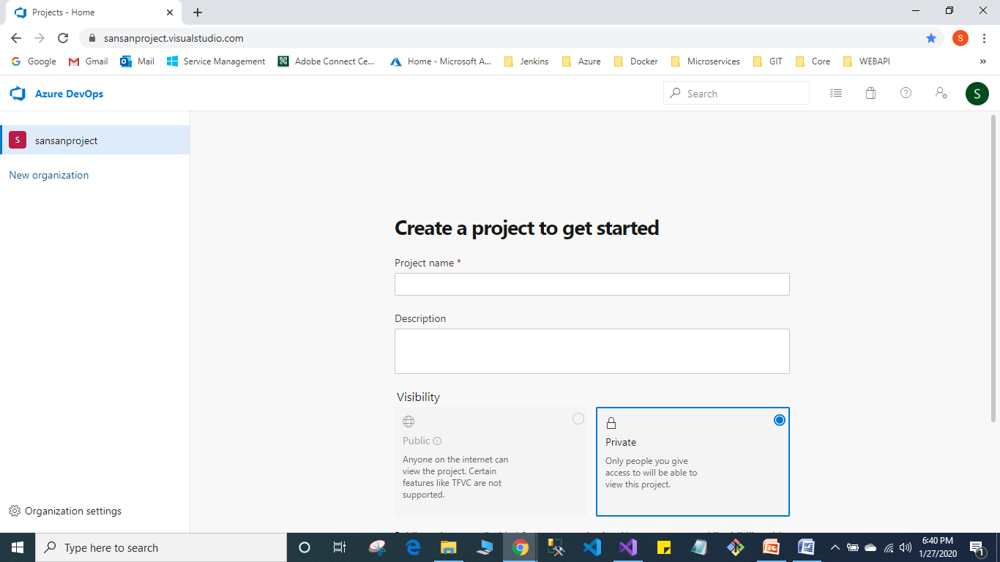 Projects - Home
sansanproject.visualstudio.com
S
Google
Gmail
Mail
Service Management
Adobe Connect Ce...
Home - Microsoft A...
Jenkins
Azure
Docker
Microservices
GIT
Core
WEBAPI
»
Azure DevOps
Search
S
S
sansanproject
New organization
Create a project to get started
Project name *
Description
Visibility
Public
Anyone on the internet can
view the project. Certain
features like TFVC are not
supported.
Private
Only people you give
access to will be able to
view this project.
Organization settings
Type here to search
6:40 PM
1/27/2020
1